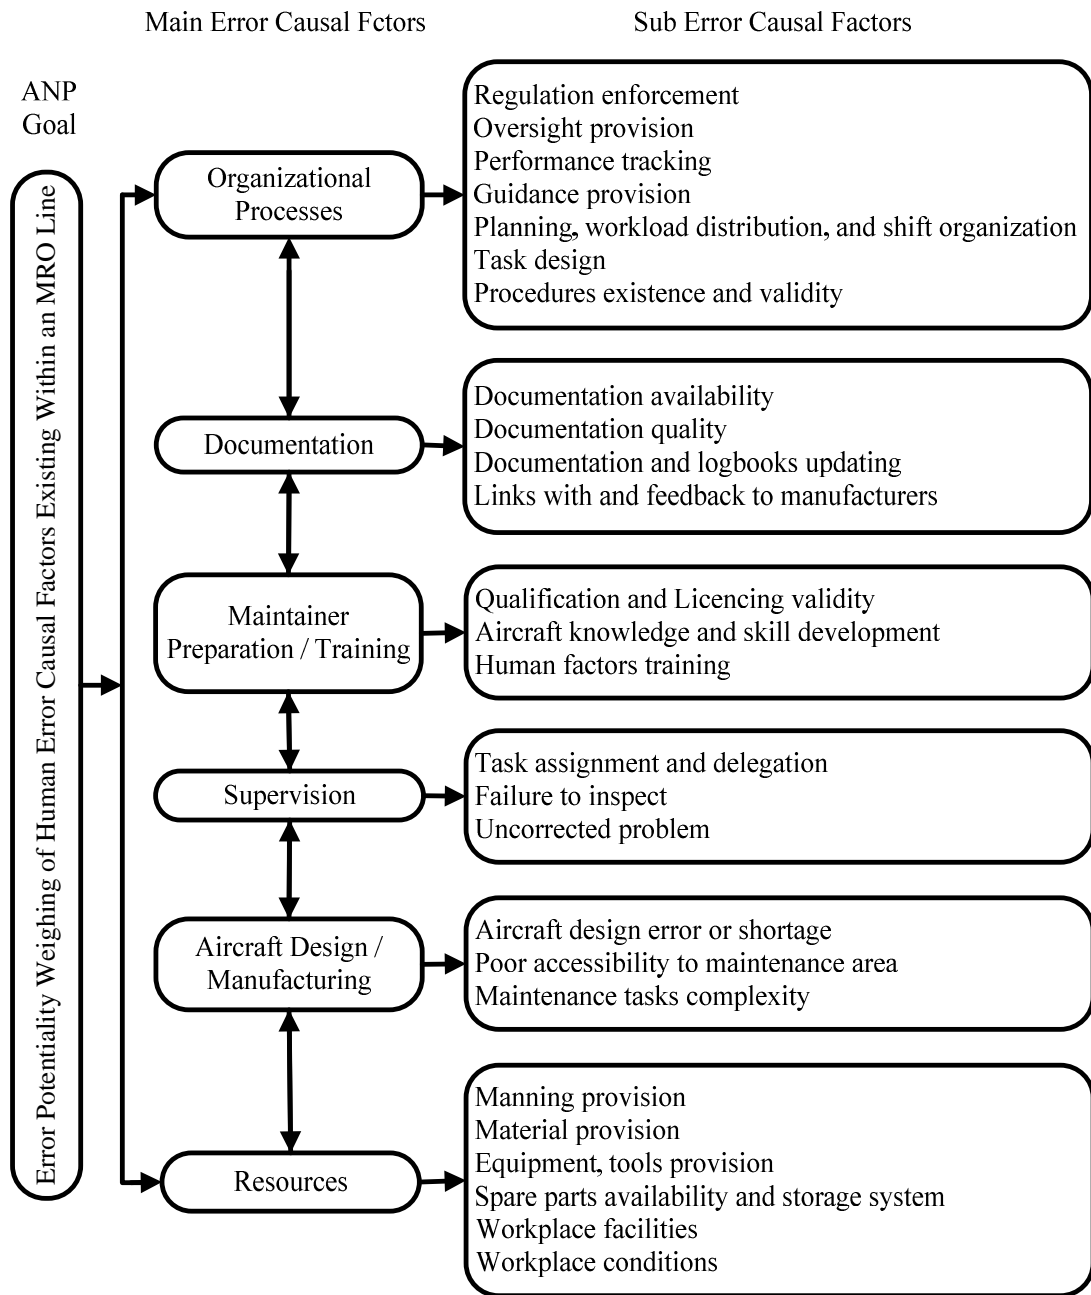 Main Error Causal Fctors
Sub Error Causal Factors
ANP
Goal
Error Potentiality Weighing of Human Error Causal Factors Existing Within an MRO Line
Organizational
Processes
Regulation enforcement
Oversight provision
Performance tracking
Guidance provision
Planning, workload distribution, and shift organization
Task design
Procedures existence and validity
Documentation
Documentation availability
Documentation quality
Documentation and logbooks updating
Links with and feedback to manufacturers
Maintainer
Preparation / Training
Qualification and Licencing validity
Aircraft knowledge and skill development
Human factors training
Supervision
Task assignment and delegation
Failure to inspect
Uncorrected problem
Aircraft Design /
Manufacturing
Aircraft design error or shortage
Poor accessibility to maintenance area
Maintenance tasks complexity
Resources
Manning provision
Material provision
Equipment, tools provision
Spare parts availability and storage system
Workplace facilities
Workplace conditions